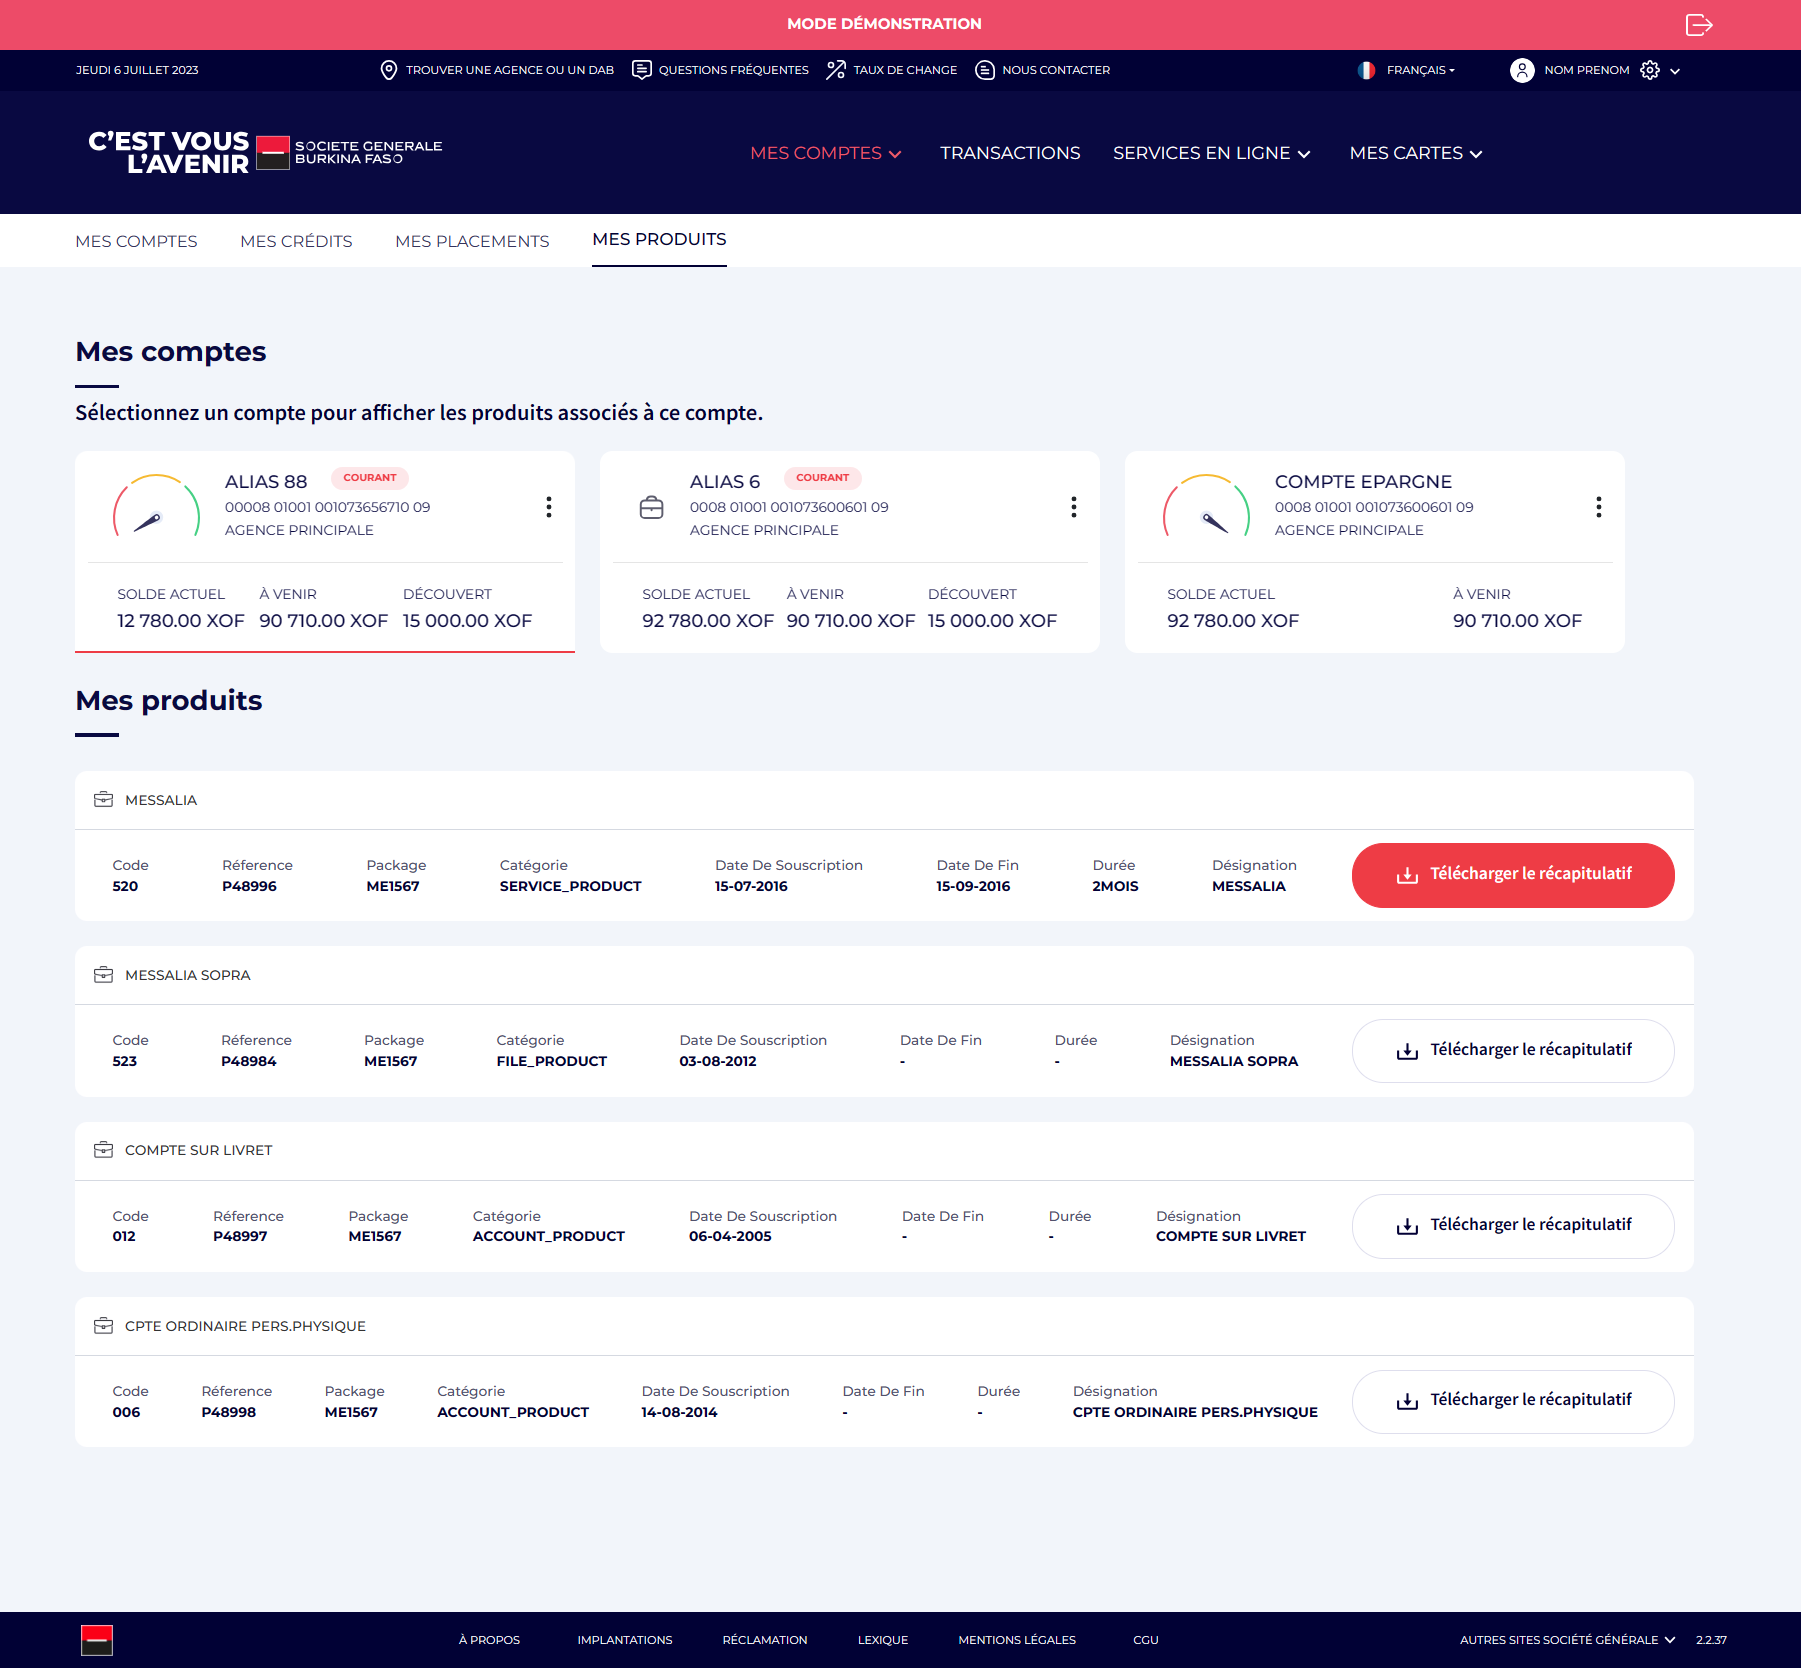 MODE DÉMONSTRATION
JEUDI 6 JUILLET 2023 TROUVER UNE AGENCE OU UN DAB QUESTIONS FRÉQUENTES TAUX DE CHANGE NOUS CONTACTER FRANÇAIS NOM PRENOM
C'EST VOUS L'AVENIR SOCIETE GENERALE BURKINA FASO
MES COMPTES TRANSACTIONS SERVICES EN LIGNE MES CARTES
MES COMPTES MES CRÉDITS MES PLACEMENTS MES PRODUITS
Mes comptes
Sélectionnez un compte pour afficher les produits associés à ce compte.
ALIAS 88 COURANT
00008 01001 001073656710 09
AGENCE PRINCIPALE
SOLDE ACTUEL À VENIR DÉCOUVERT
12 780.00 XOF 90 710.00 XOF 15 000.00 XOF
ALIAS 6 COURANT
0008 01001 001073600601 09
AGENCE PRINCIPALE
SOLDE ACTUEL À VENIR DÉCOUVERT
92 780.00 XOF 90 710.00 XOF 15 000.00 XOF
COMPTE EPARGNE
0008 01001 001073600601 09
AGENCE PRINCIPALE
SOLDE ACTUEL À VENIR
92 780.00 XOF 90 710.00 XOF
Mes produits
MESSALIA
Code Réference Package Catégorie Date De Souscription Date De Fin Durée Désignation
520 P48996 ME1567 SERVICE_PRODUCT 15-07-2016 15-09-2016 2MOIS MESSALIA
Télécharger le récapitulatif
MESSALIA SOPRA
Code Réference Package Catégorie Date De Souscription Date De Fin Durée Désignation
523 P48984 ME1567 FILE_PRODUCT 03-08-2012 - - MESSALIA SOPRA
Télécharger le récapitulatif
COMPTE SUR LIVRET
Code Réference Package Catégorie Date De Souscription Date De Fin Durée Désignation
012 P48997 ME1567 ACCOUNT_PRODUCT 06-04-2005 - - COMPTE SUR LIVRET
Télécharger le récapitulatif
CPTE ORDINAIRE PERS.PHYSIQUE
Code Réference Package Catégorie Date De Souscription Date De Fin Durée Désignation
006 P48998 ME1567 ACCOUNT_PRODUCT 14-08-2014 - - CPTE ORDINAIRE PERS.PHYSIQUE
Télécharger le récapitulatif
À PROPOS IMPLANTATIONS RÉCLAMATION LEXIQUE MENTIONS LÉGALES CGU AUTRES SITES SOCIÉTÉ GÉNÉRALE 2.2.37